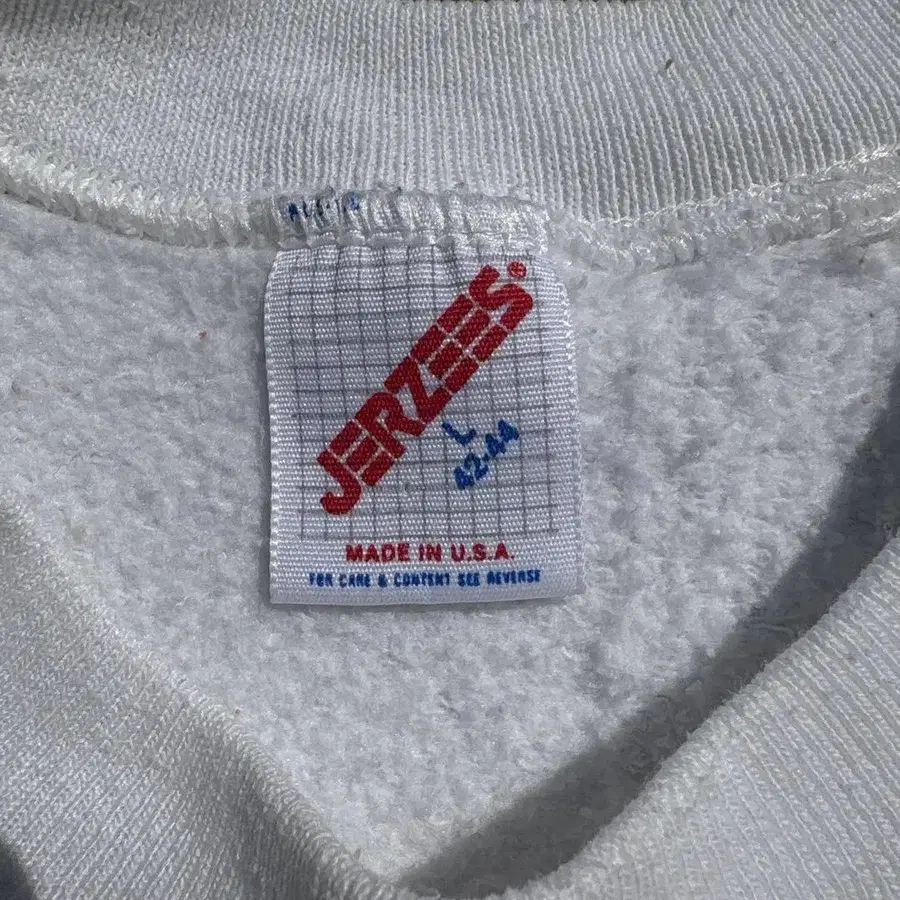 JERZEES®
L
42-44
MADE IN U.S.A.
FOR CARE & CONTENT SEE REVERSE